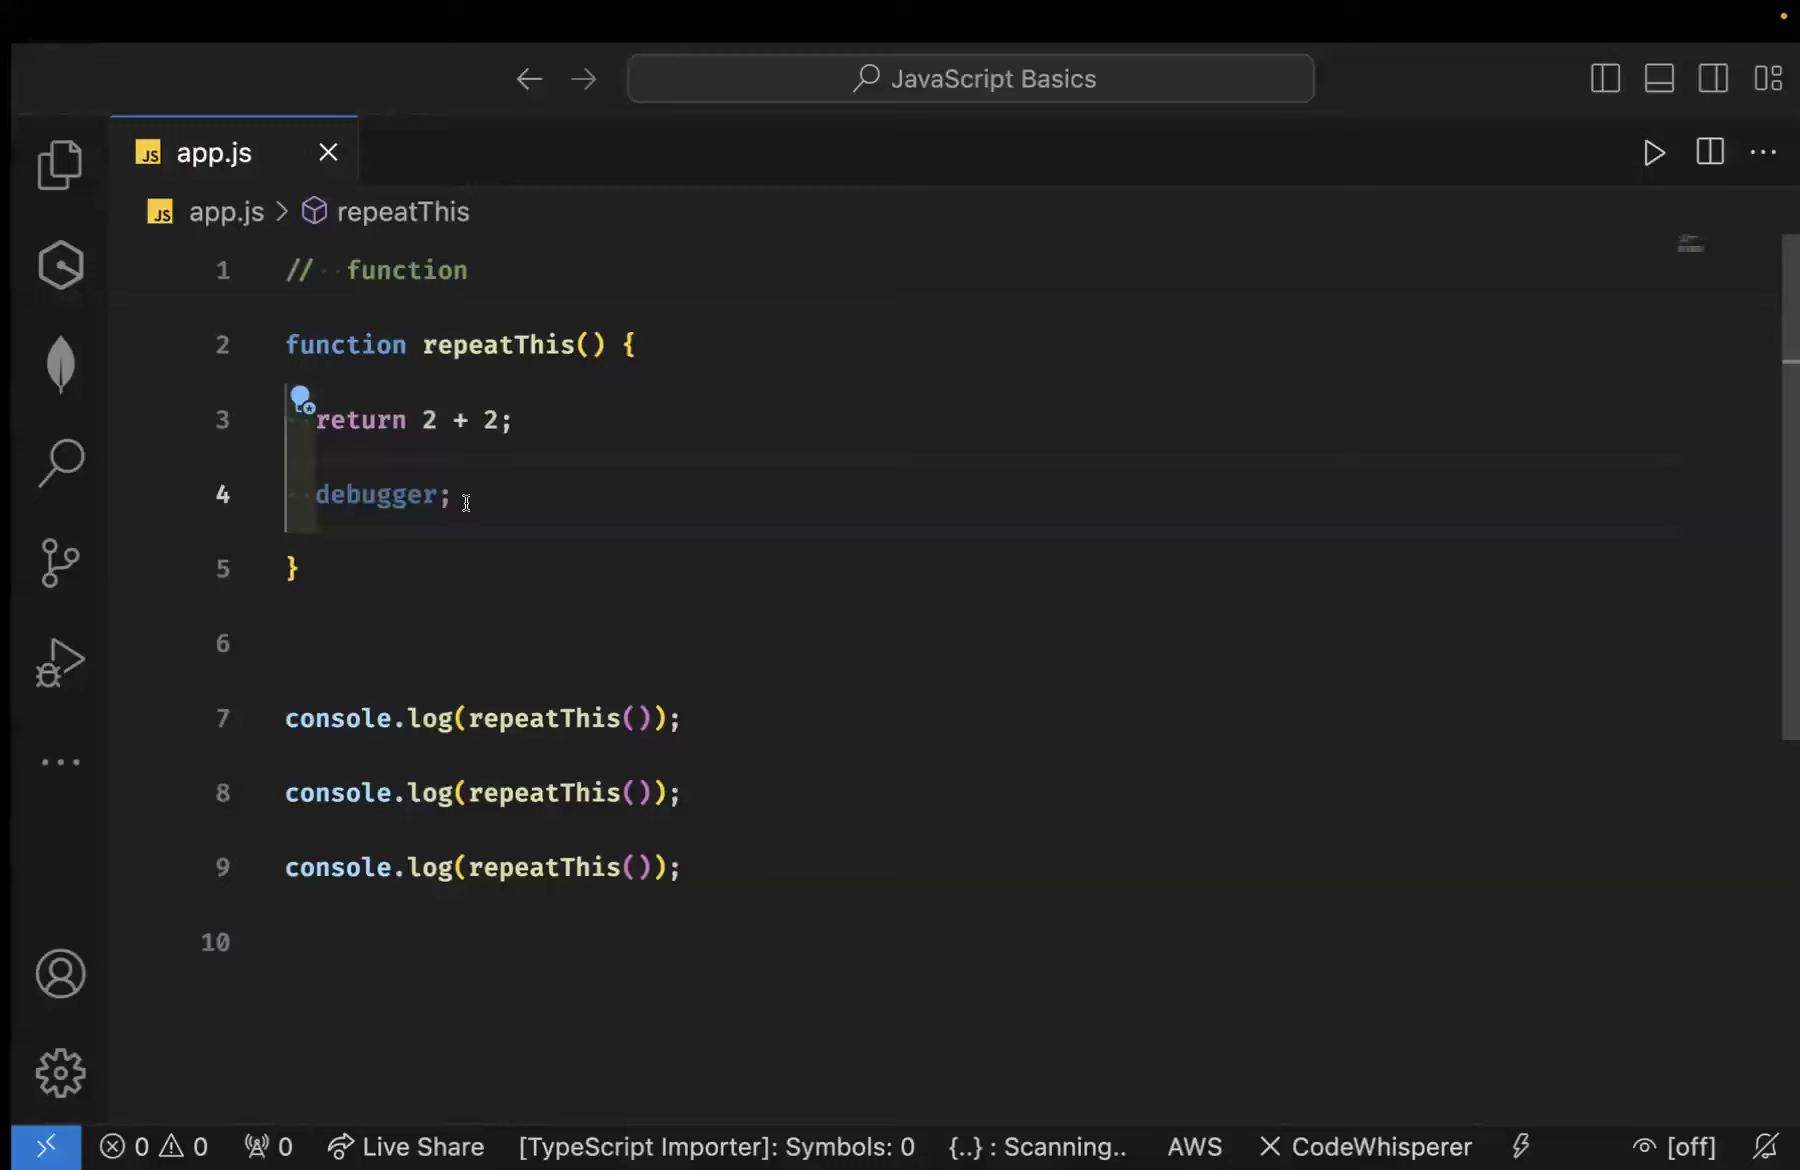 JavaScript Basics
JS app.js
JS app.js > repeatThis
1 // function
2 function repeatThis() {
3 return 2 + 2;
4 debugger;
5 }
6
7 console.log(repeatThis());
8 console.log(repeatThis());
9 console.log(repeatThis());
10
0 0 0 Live Share [TypeScript Importer]: Symbols: 0 {..} : Scanning.. AWS CodeWhisperer [off]